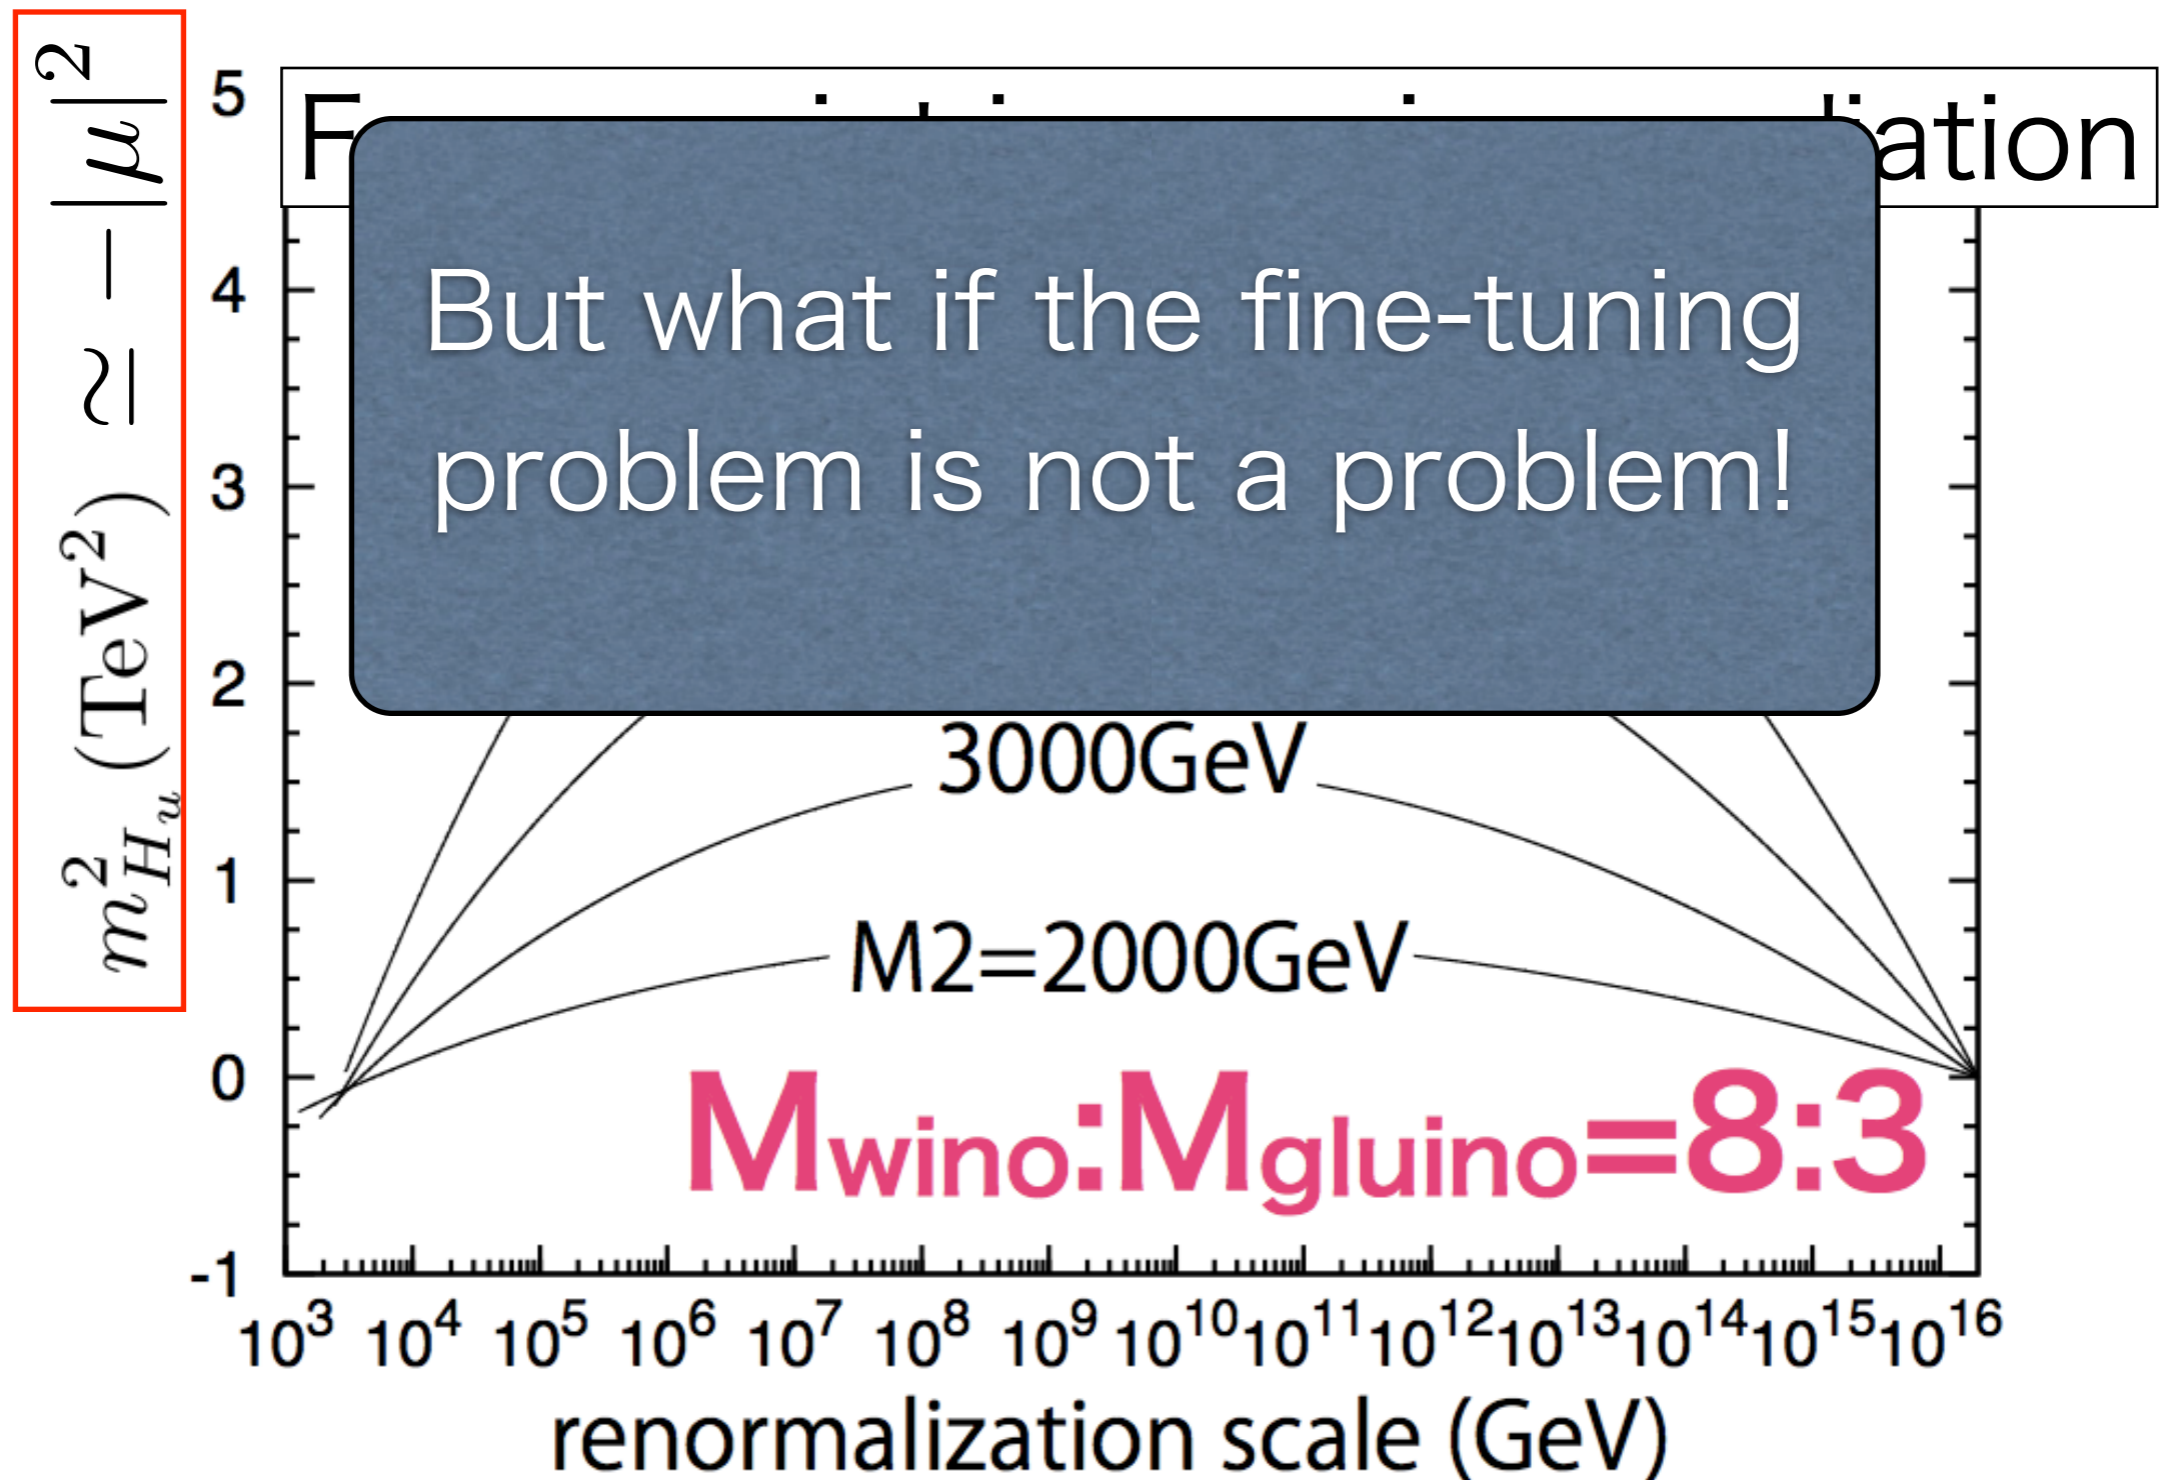 m²_{H_u} (TeV²) ≃ −|μ|²
ation
But what if the fine-tuning
problem is not a problem!
5
4
3
2
1
0
-1
3000GeV
M2=2000GeV
Mwino:Mgluino=8:3
10³ 10⁴ 10⁵ 10⁶ 10⁷ 10⁸ 10⁹ 10¹⁰ 10¹¹ 10¹² 10¹³ 10¹⁴ 10¹⁵ 10¹⁶
renormalization scale (GeV)